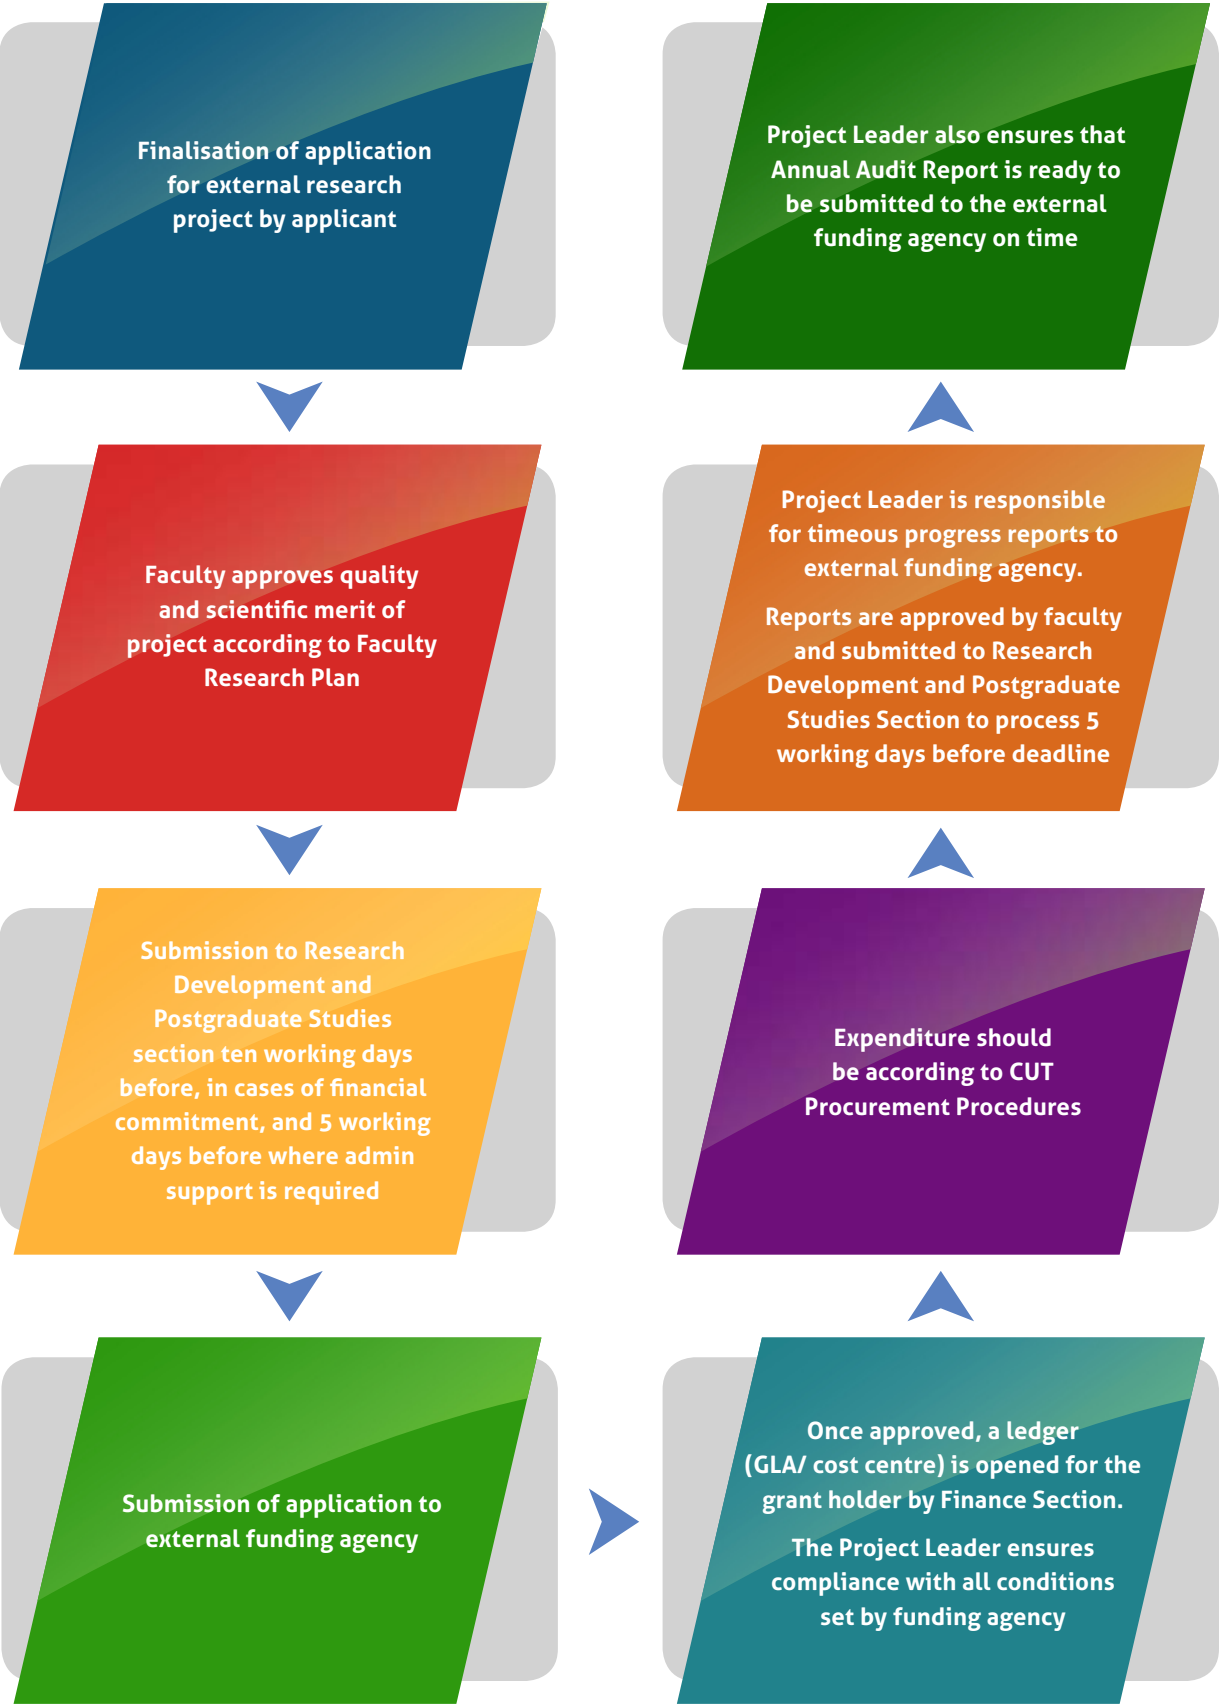 Finalisation of application
for external research
project by applicant
Faculty approves quality
and scientific merit of
project according to Faculty
Research Plan
Submission to Research
Development and
Postgraduate Studies
section ten working days
before, in cases of financial
commitment, and 5 working
days before where admin
support is required
Submission of application to
external funding agency
Once approved, a ledger
(GLA/ cost centre) is opened for the
grant holder by Finance Section.
The Project Leader ensures
compliance with all conditions
set by funding agency
Expenditure should
be according to CUT
Procurement Procedures
Project Leader is responsible
for timeous progress reports to
external funding agency.
Reports are approved by faculty
and submitted to Research
Development and Postgraduate
Studies Section to process 5
working days before deadline
Project Leader also ensures that
Annual Audit Report is ready to
be submitted to the external
funding agency on time